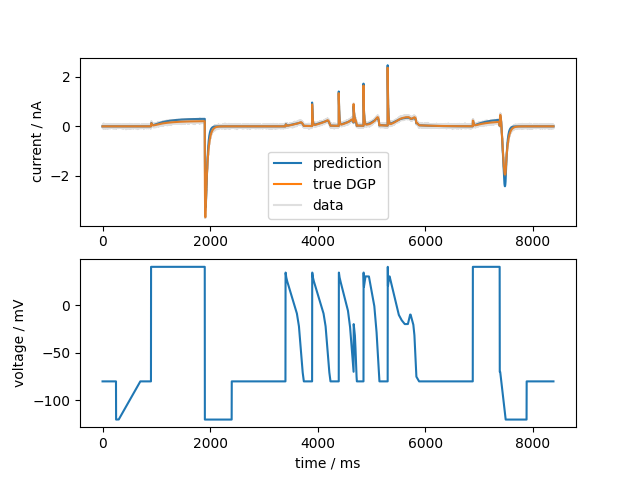 current / nA
2
0
−2
prediction
true DGP
data
0 2000 4000 6000 8000
voltage / mV
0
−50
−100
0 2000 4000 6000 8000
time / ms